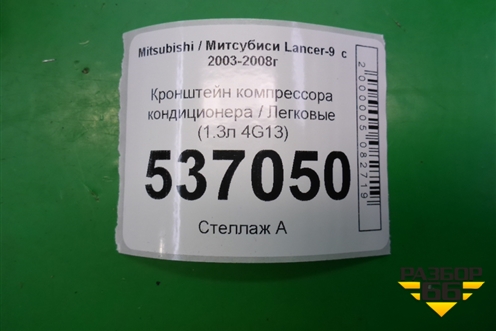 Mitsubishi / Митсубиси Lancer-9 с
2003-2008г
Кронштейн компрессора
кондиционера / Легковые
(1.3л 4G13)
537050
Стеллаж А
2000005082719
РАЗБОР
66